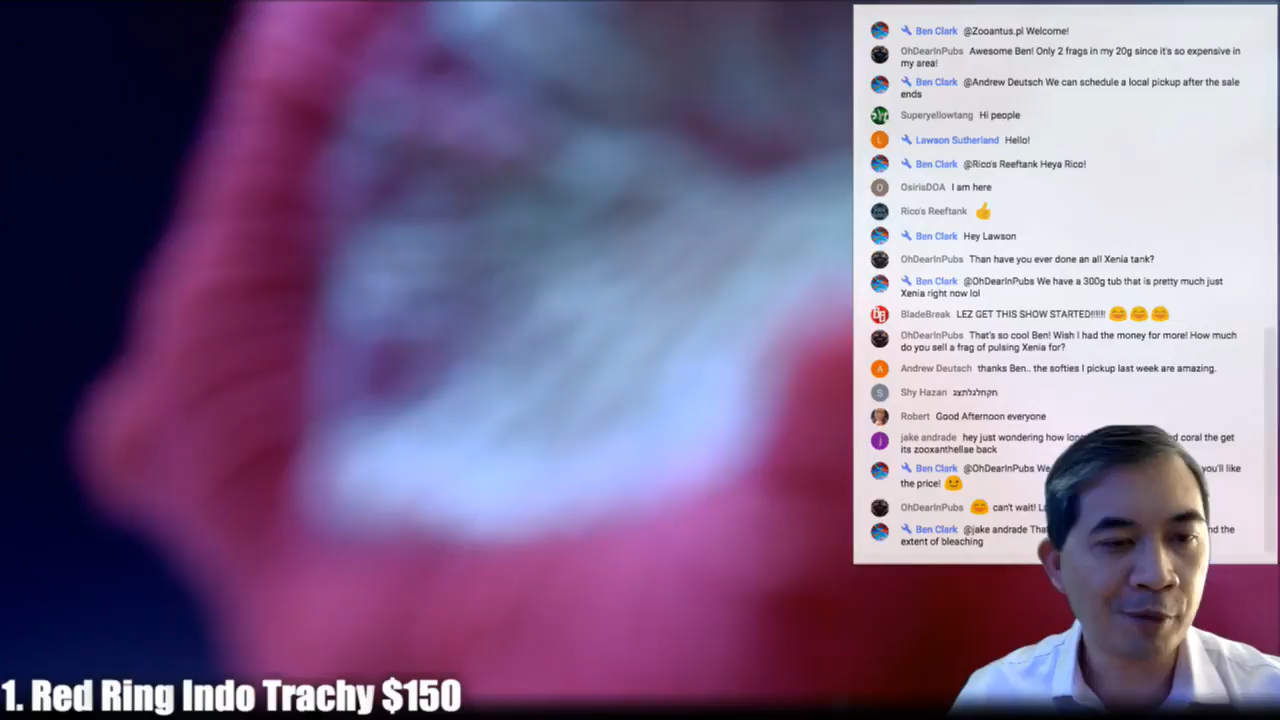 Ben Clark @Zooantus.pl Welcome!
OhDearInPubs Awesome Ben! Only 2 frags in my 20g since it's so expensive in
my area!
Ben Clark @Andrew Deutsch We can schedule a local pickup after the sale
ends
Superyellowtang Hi people
L Lawson Sutherland Hello!
Ben Clark @Rico's Reeftank Heya Rico!
O OsirisDOA I am here
Rico's Reeftank 👍
Ben Clark Hey Lawson
OhDearInPubs Than have you ever done an all Xenia tank?
Ben Clark @OhDearInPubs We have a 300g tub that is pretty much just
Xenia right now lol
BladeBreak LEZ GET THIS SHOW STARTED!!!!!! 😊 😊 😊
OhDearInPubs That's so cool Ben! Wish I had the money for more! How much
do you sell a frag of pulsing Xenia for?
A Andrew Deutsch thanks Ben.. the softies I pickup last week are amazing.
S Shy Hazan
Robert Good Afternoon everyone
j jake andrade hey just wondering how coral the get
its zooxanthellae back
Ben Clark @OhDearInPubs We you'll like
the price! 😉
OhDearInPubs 😊 can't wait!
Ben Clark @jake andrade the
extent of bleaching
1. Red Ring Indo Trachy $150